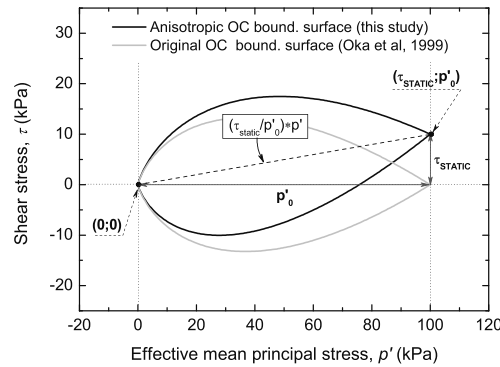 Anisotropic OC bound. surface (this study)
Original OC bound. surface (Oka et al, 1999)
Shear stress, τ (kPa)
30
20
10
0
-10
-20
(τSTATIC;p'0)
(τstatic/p'0)*p'
τSTATIC
p'0
(0;0)
-20 0 20 40 60 80 100 120
Effective mean principal stress, p' (kPa)